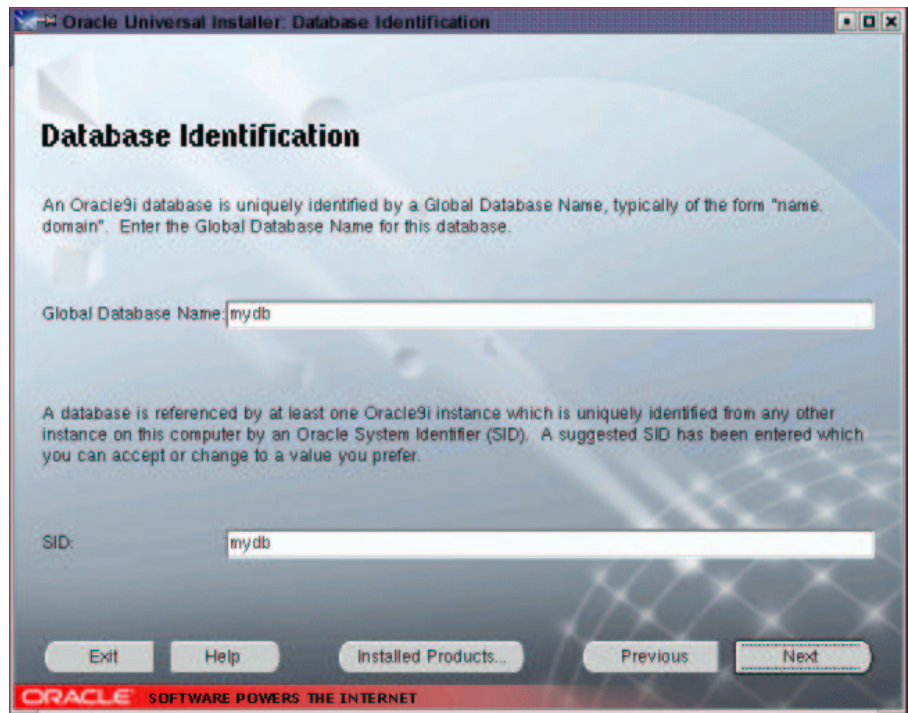 Oracle Universal Installer: Database Identification
Database Identification
An Oracle9i database is uniquely identified by a Global Database Name, typically of the form "name.
domain". Enter the Global Database Name for this database.
Global Database Name: mydb
A database is referenced by at least one Oracle9i instance which is uniquely identified from any other
instance on this computer by an Oracle System Identifier (SID). A suggested SID has been entered which
you can accept or change to a value you prefer.
SID: mydb
Exit Help Installed Products... Previous Next
ORACLE SOFTWARE POWERS THE INTERNET